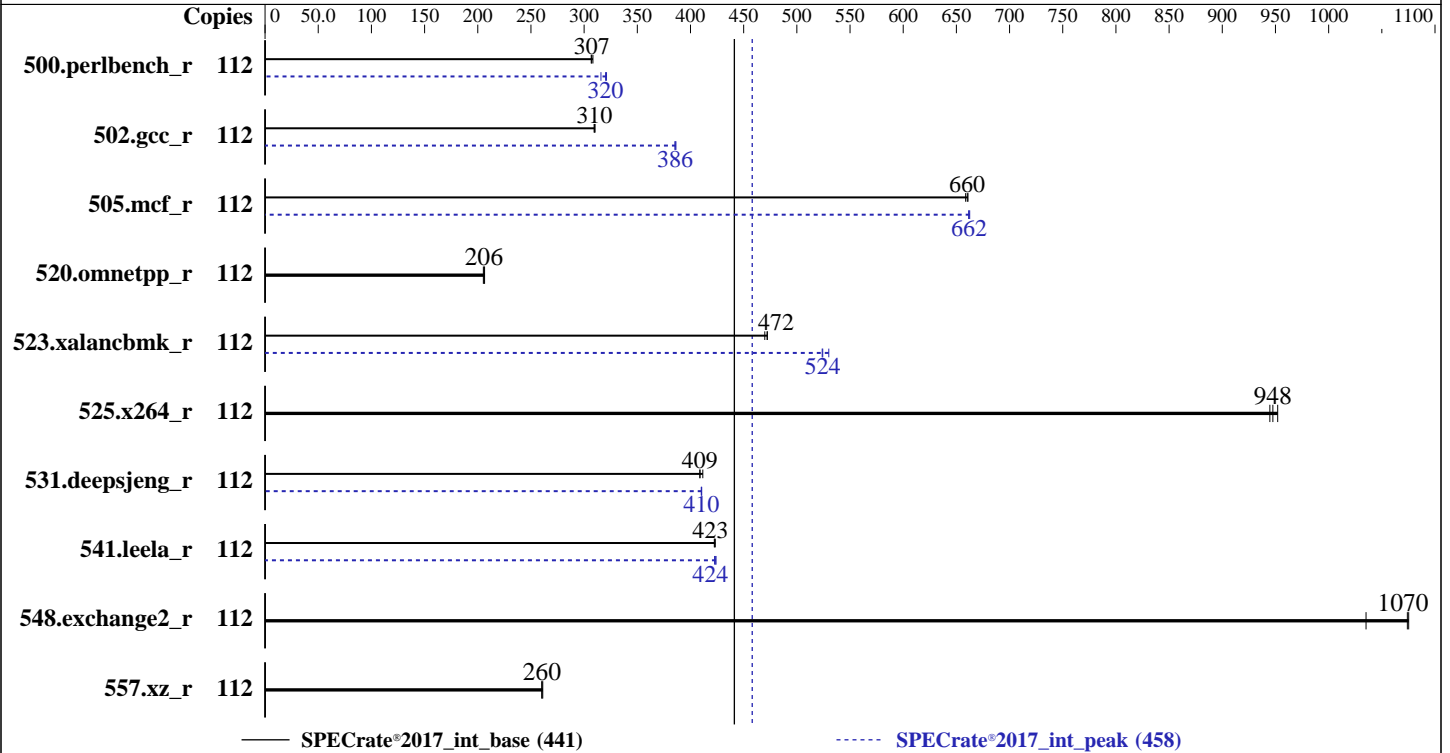 Copies 0 50.0 100 150 200 250 300 350 400 450 500 550 600 650 700 750 800 850 900 950 1000 1100
307
500.perlbench_r 112
320
310
502.gcc_r 112
386
660
505.mcf_r 112
662
206
520.omnetpp_r 112
472
523.xalancbmk_r 112
524
948
525.x264_r 112
409
531.deepsjeng_r 112
410
423
541.leela_r 112
424
1070
548.exchange2_r 112
260
557.xz_r 112
SPECrate®2017_int_base (441) SPECrate®2017_int_peak (458)